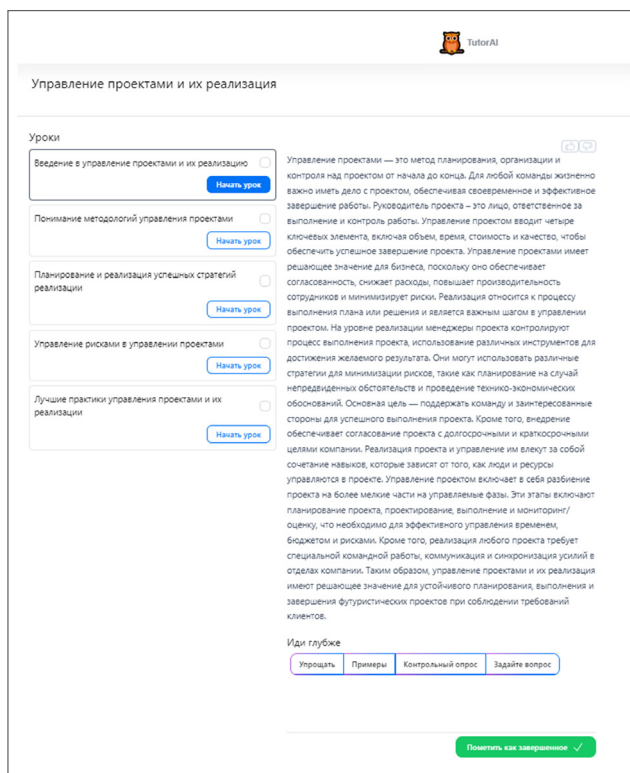 TutorAI
Управление проектами и их реализация
Уроки
Введение в управление проектами и их реализацию
Начать урок
Понимание методологий управления проектами
Начать урок
Планирование и реализация успешных стратегий
реализации
Начать урок
Управление рисками в управлении проектами
Начать урок
Лучшие практики управления проектами и их
реализации
Начать урок
Управление проектами — это метод планирования, организации и
контроля над проектом от начала до конца. Для любой команды жизненно
важно иметь дело с проектом, обеспечивая своевременное и эффективное
завершение работы. Руководитель проекта – это лицо, ответственное за
выполнение и контроль работы. Управление проектом вводит четыре
ключевых элемента, включая объем, время, стоимость и качество, чтобы
обеспечить успешное завершение проекта. Управление проектами имеет
решающее значение для бизнеса, поскольку оно обеспечивает
согласованность, снижает расходы, повышает производительность
сотрудников и минимизирует риски. Реализация относится к процессу
выполнения плана или решения и является важным шагом в управлении
проектом. На уровне реализации менеджеры проекта контролируют
процесс выполнения проекта, использование различных инструментов для
достижения желаемого результата. Они могут использовать различные
стратегии для минимизации рисков, такие как планирование на случай
непредвиденных обстоятельств и проведение технико-экономических
обоснований. Основная цель — поддержать команду и заинтересованные
стороны для успешного выполнения проекта. Кроме того, внедрение
обеспечивает согласование проекта с долгосрочными и краткосрочными
целями компании. Реализация проекта и управление им влекут за собой
сочетание навыков, которые зависят от того, как люди и ресурсы
управляются в проекте. Управление проектом включает в себя разбиение
проекта на более мелкие части на управляемые фазы. Эти этапы включают
планирование проекта, проектирование, выполнение и мониторинг/
оценку, что необходимо для эффективного управления временем,
бюджетом и рисками. Кроме того, реализация любого проекта требует
специальной командной работы, коммуникация и синхронизация усилий в
отделах компании. Таким образом, управление проектами и их реализация
имеют решающее значение для устойчивого планирования, выполнения и
завершения футуристических проектов при соблюдении требований
клиентов.
Иди глубже
Упрощать
Примеры
Контрольный опрос
Задайте вопрос
Пометить как завершенное